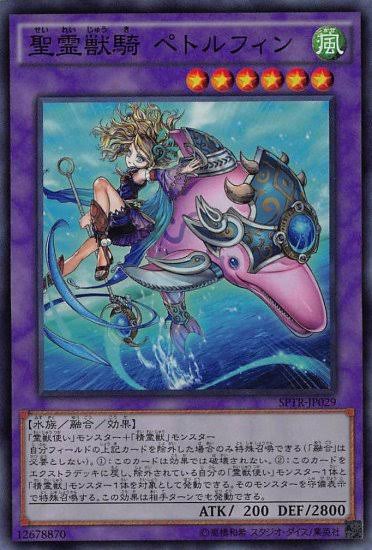 聖霊獣騎 ペトルフィン
せいれいじゅうき
風
SPTR-JP029
【水族／融合／効果】
「霊獣使い」モンスター＋「精霊獣」モンスター
自分フィールドの上記カードを除外した場合のみ特殊召喚できる（「融合」は
必要としない）。①：このカードは効果では破壊されない。②：このカードを
エクストラデッキに戻し、除外されている自分の「霊獣使い」モンスター１体と
「精霊獣」モンスター１体を対象として発動できる。そのモンスターを守備表示
で特殊召喚する。この効果は相手ターンでも発動できる。
ATK/ 200 DEF/2800
12678870
©高橋和希 スタジオ・ダイス/集英社